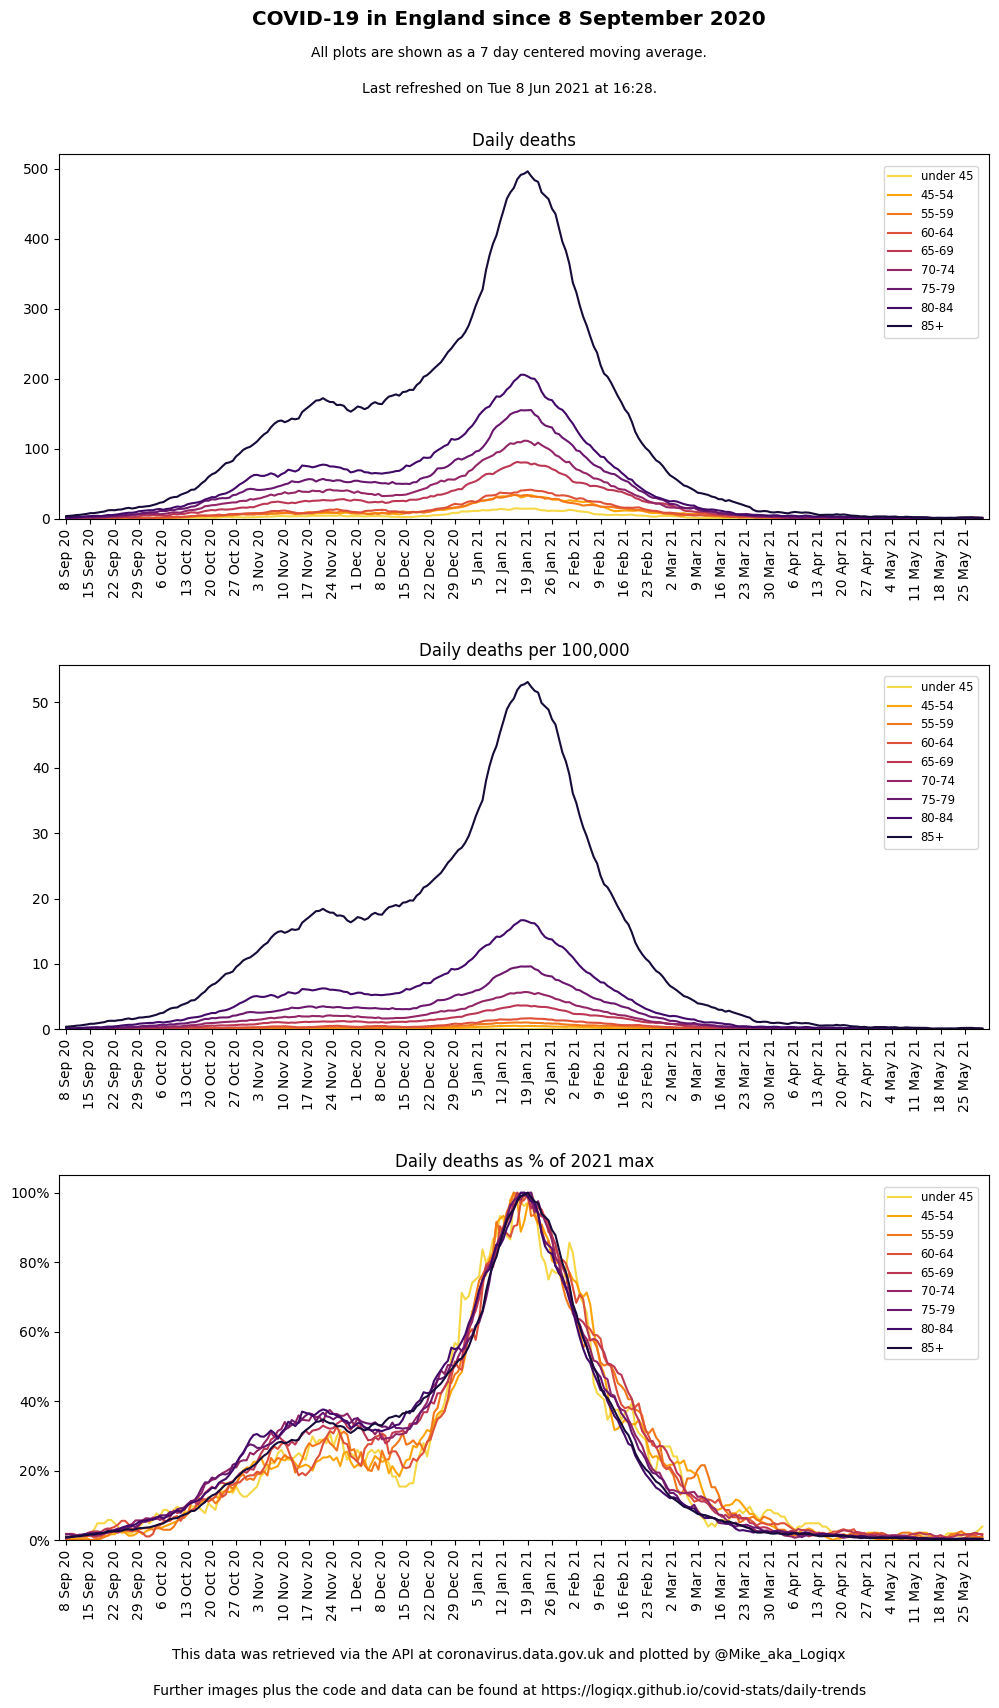 COVID-19 in England since 8 September 2020
All plots are shown as a 7 day centered moving average.
Last refreshed on Tue 8 Jun 2021 at 16:28.
Daily deaths
500
400
300
200
100
0
under 45
45-54
55-59
60-64
65-69
70-74
75-79
80-84
85+
8 Sep 20
15 Sep 20
22 Sep 20
29 Sep 20
6 Oct 20
13 Oct 20
20 Oct 20
27 Oct 20
3 Nov 20
10 Nov 20
17 Nov 20
24 Nov 20
1 Dec 20
8 Dec 20
15 Dec 20
22 Dec 20
29 Dec 20
5 Jan 21
12 Jan 21
19 Jan 21
26 Jan 21
2 Feb 21
9 Feb 21
16 Feb 21
23 Feb 21
2 Mar 21
9 Mar 21
16 Mar 21
23 Mar 21
30 Mar 21
6 Apr 21
13 Apr 21
20 Apr 21
27 Apr 21
4 May 21
11 May 21
18 May 21
25 May 21
Daily deaths per 100,000
50
40
30
20
10
0
under 45
45-54
55-59
60-64
65-69
70-74
75-79
80-84
85+
8 Sep 20
15 Sep 20
22 Sep 20
29 Sep 20
6 Oct 20
13 Oct 20
20 Oct 20
27 Oct 20
3 Nov 20
10 Nov 20
17 Nov 20
24 Nov 20
1 Dec 20
8 Dec 20
15 Dec 20
22 Dec 20
29 Dec 20
5 Jan 21
12 Jan 21
19 Jan 21
26 Jan 21
2 Feb 21
9 Feb 21
16 Feb 21
23 Feb 21
2 Mar 21
9 Mar 21
16 Mar 21
23 Mar 21
30 Mar 21
6 Apr 21
13 Apr 21
20 Apr 21
27 Apr 21
4 May 21
11 May 21
18 May 21
25 May 21
Daily deaths as % of 2021 max
100%
80%
60%
40%
20%
0%
under 45
45-54
55-59
60-64
65-69
70-74
75-79
80-84
85+
8 Sep 20
15 Sep 20
22 Sep 20
29 Sep 20
6 Oct 20
13 Oct 20
20 Oct 20
27 Oct 20
3 Nov 20
10 Nov 20
17 Nov 20
24 Nov 20
1 Dec 20
8 Dec 20
15 Dec 20
22 Dec 20
29 Dec 20
5 Jan 21
12 Jan 21
19 Jan 21
26 Jan 21
2 Feb 21
9 Feb 21
16 Feb 21
23 Feb 21
2 Mar 21
9 Mar 21
16 Mar 21
23 Mar 21
30 Mar 21
6 Apr 21
13 Apr 21
20 Apr 21
27 Apr 21
4 May 21
11 May 21
18 May 21
25 May 21
This data was retrieved via the API at coronavirus.data.gov.uk and plotted by @Mike_aka_Logiqx
Further images plus the code and data can be found at https://logiqx.github.io/covid-stats/daily-trends